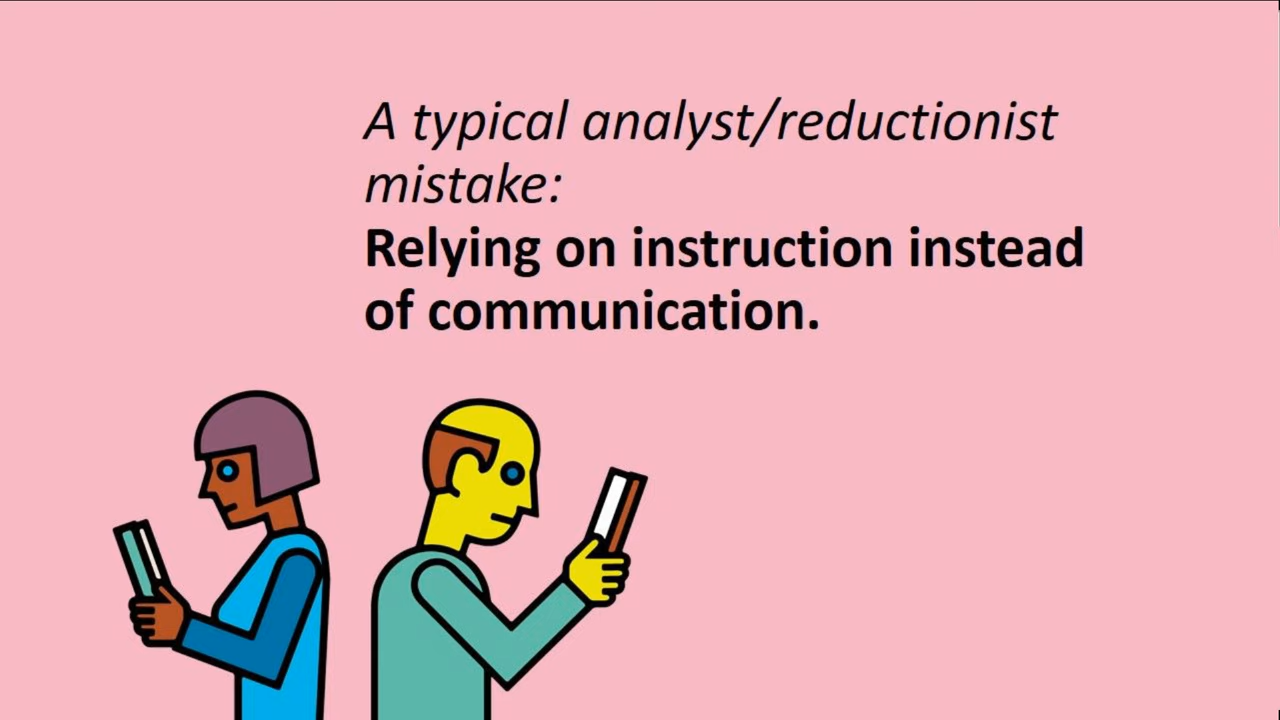 A typical analyst/reductionist
mistake:
Relying on instruction instead
of communication.